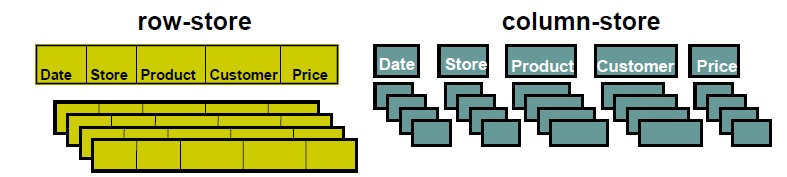 row-store
column-store
Date Store Product Customer Price
Date Store Product Customer Price